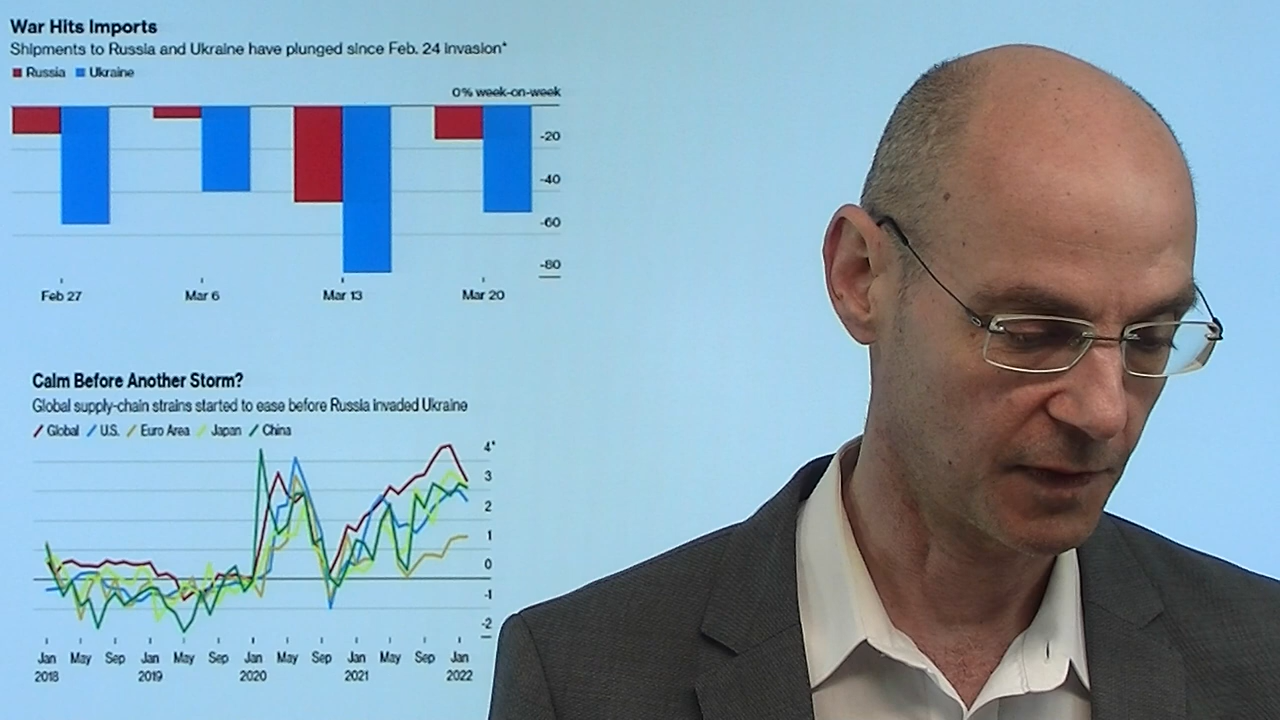 War Hits Imports
Shipments to Russia and Ukraine have plunged since Feb. 24 invasion*
Russia Ukraine
0% week-on-week
-20
-40
-60
-80
Feb 27 Mar 6 Mar 13 Mar 20
Calm Before Another Storm?
Global supply-chain strains started to ease before Russia invaded Ukraine
Global U.S. Euro Area Japan China
4*
3
2
1
0
-1
-2
Jan May Sep Jan May Sep Jan May Sep Jan May Sep Jan
2018 2019 2020 2021 2022